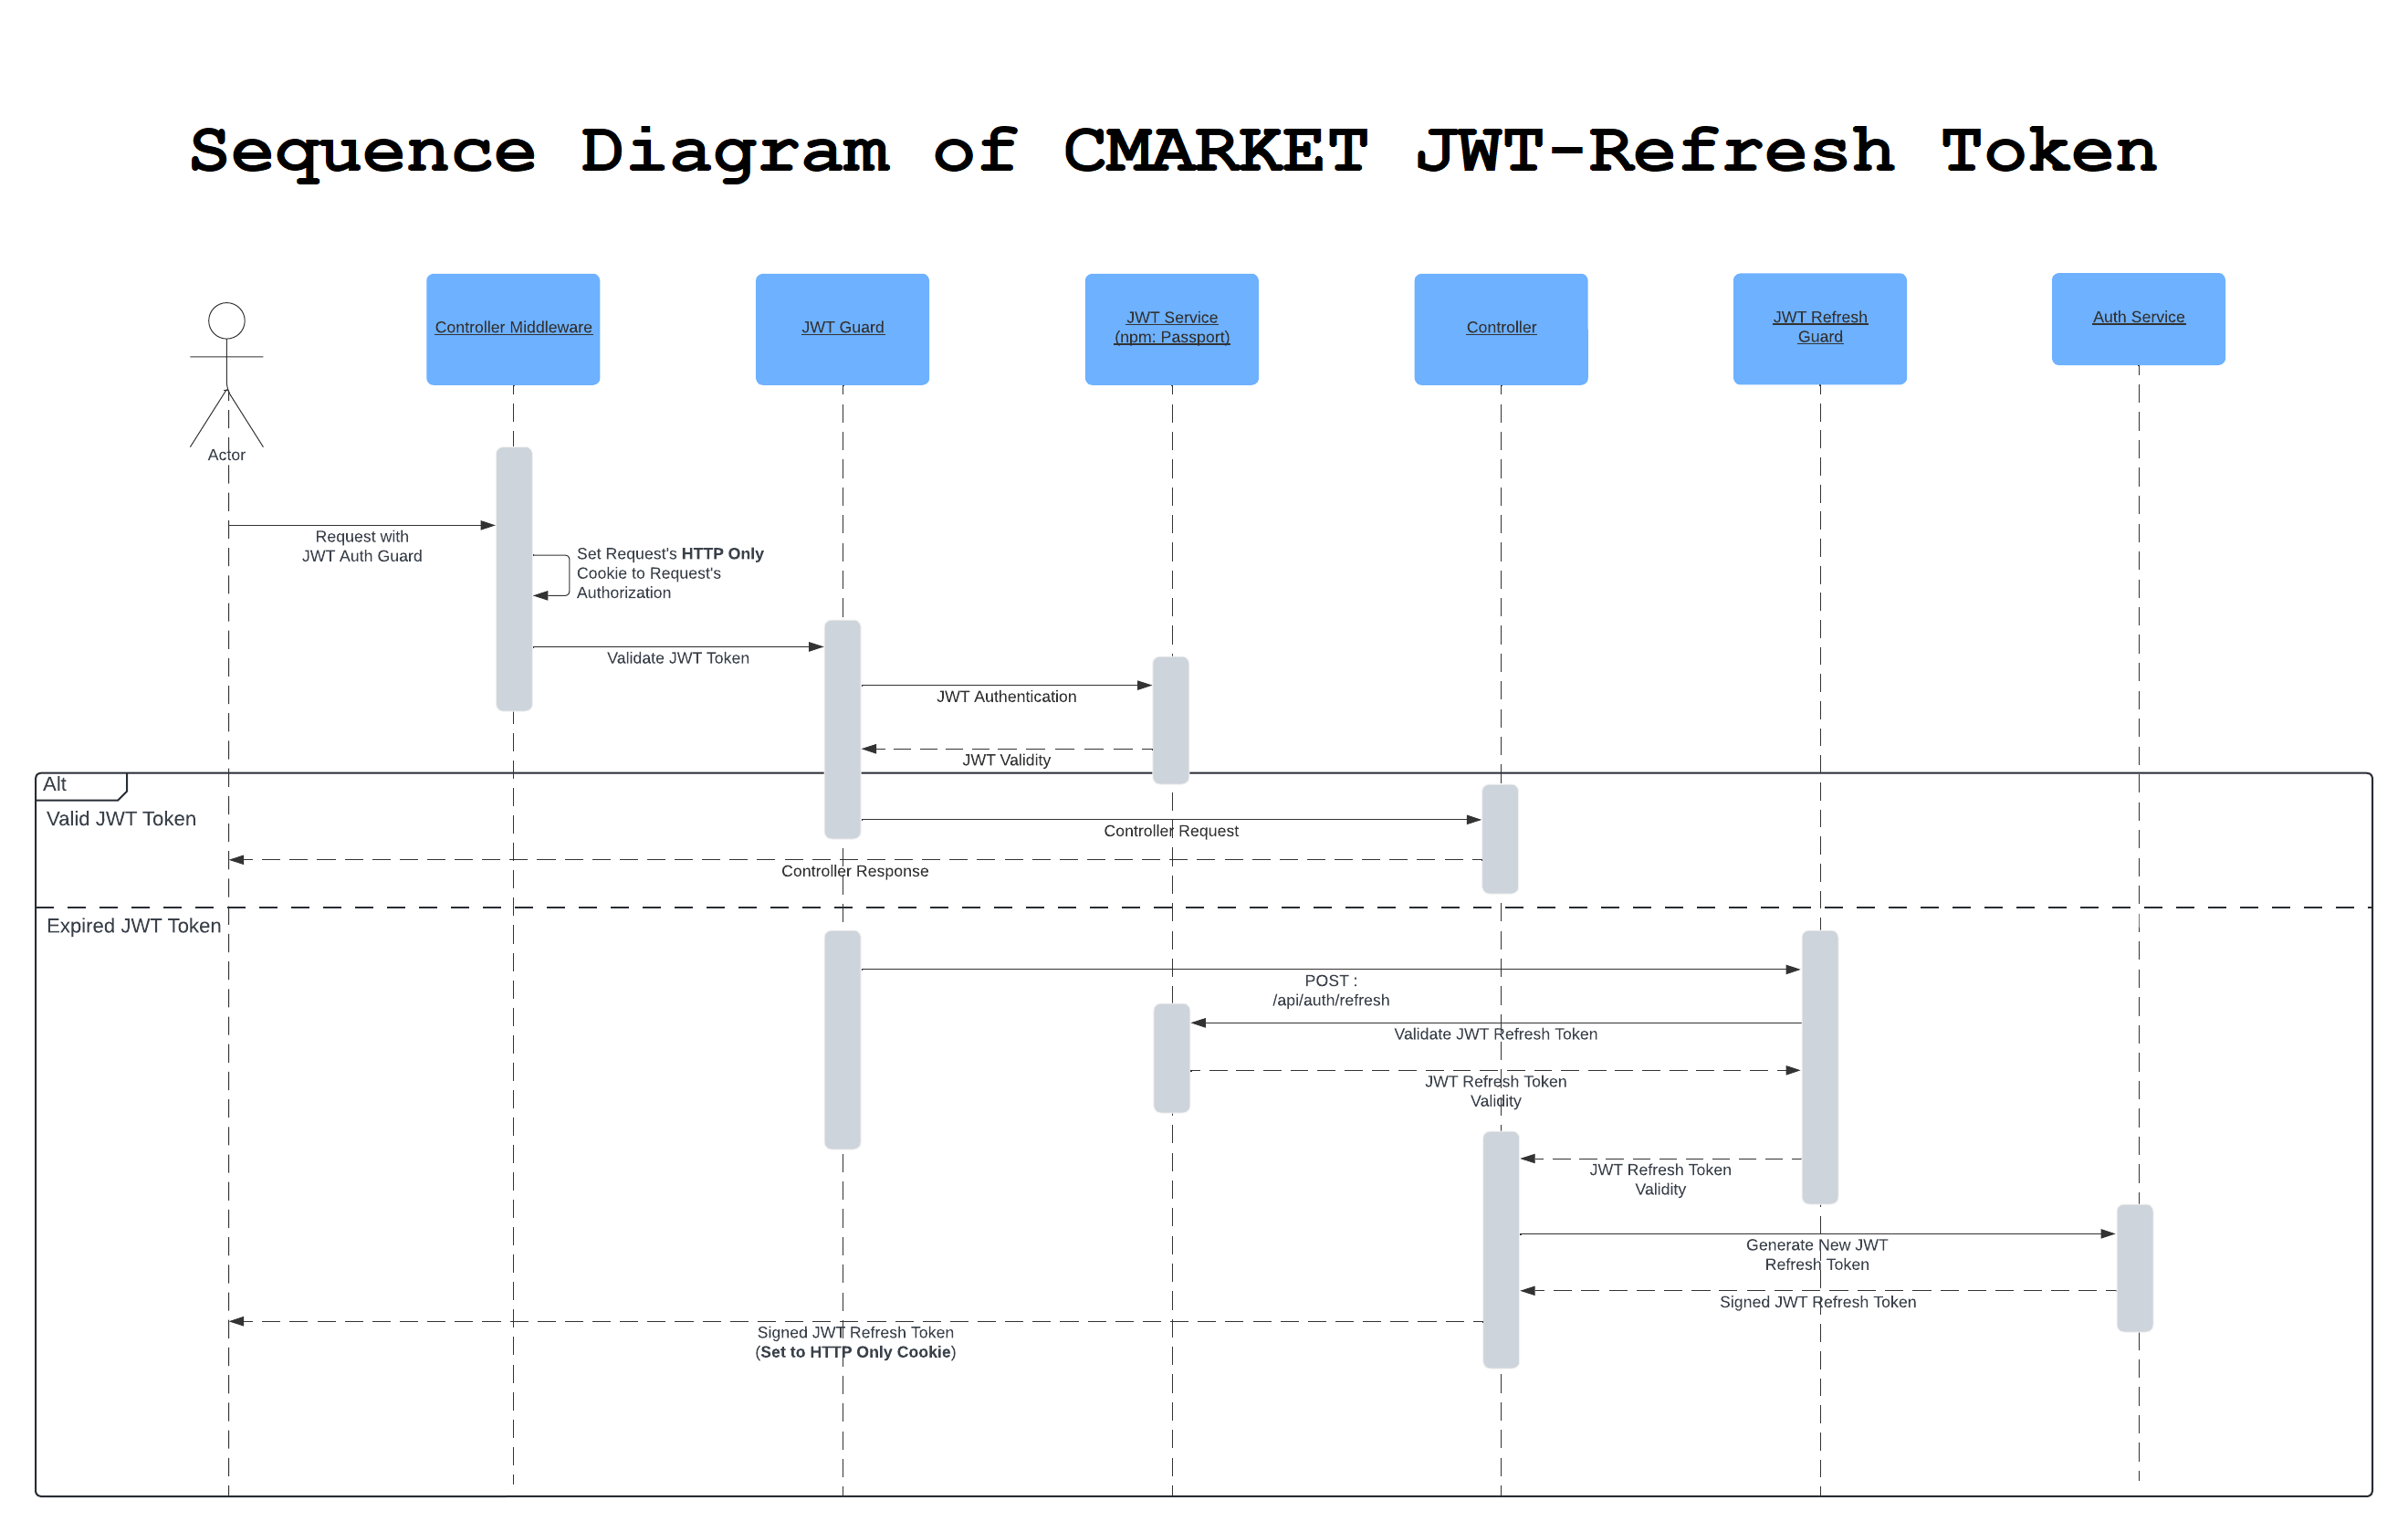 Sequence Diagram of CMARKET JWT-Refresh Token
Actor
Controller Middleware
JWT Guard
JWT Service
(npm: Passport)
Controller
JWT Refresh
Guard
Auth Service
Request with
JWT Auth Guard
Set Request's HTTP Only
Cookie to Request's
Authorization
Validate JWT Token
JWT Authentication
JWT Validity
Alt
Valid JWT Token
Controller Request
Controller Response
Expired JWT Token
POST :
/api/auth/refresh
Validate JWT Refresh Token
JWT Refresh Token
Validity
JWT Refresh Token
Validity
Generate New JWT
Refresh Token
Signed JWT Refresh Token
Signed JWT Refresh Token
(Set to HTTP Only Cookie)